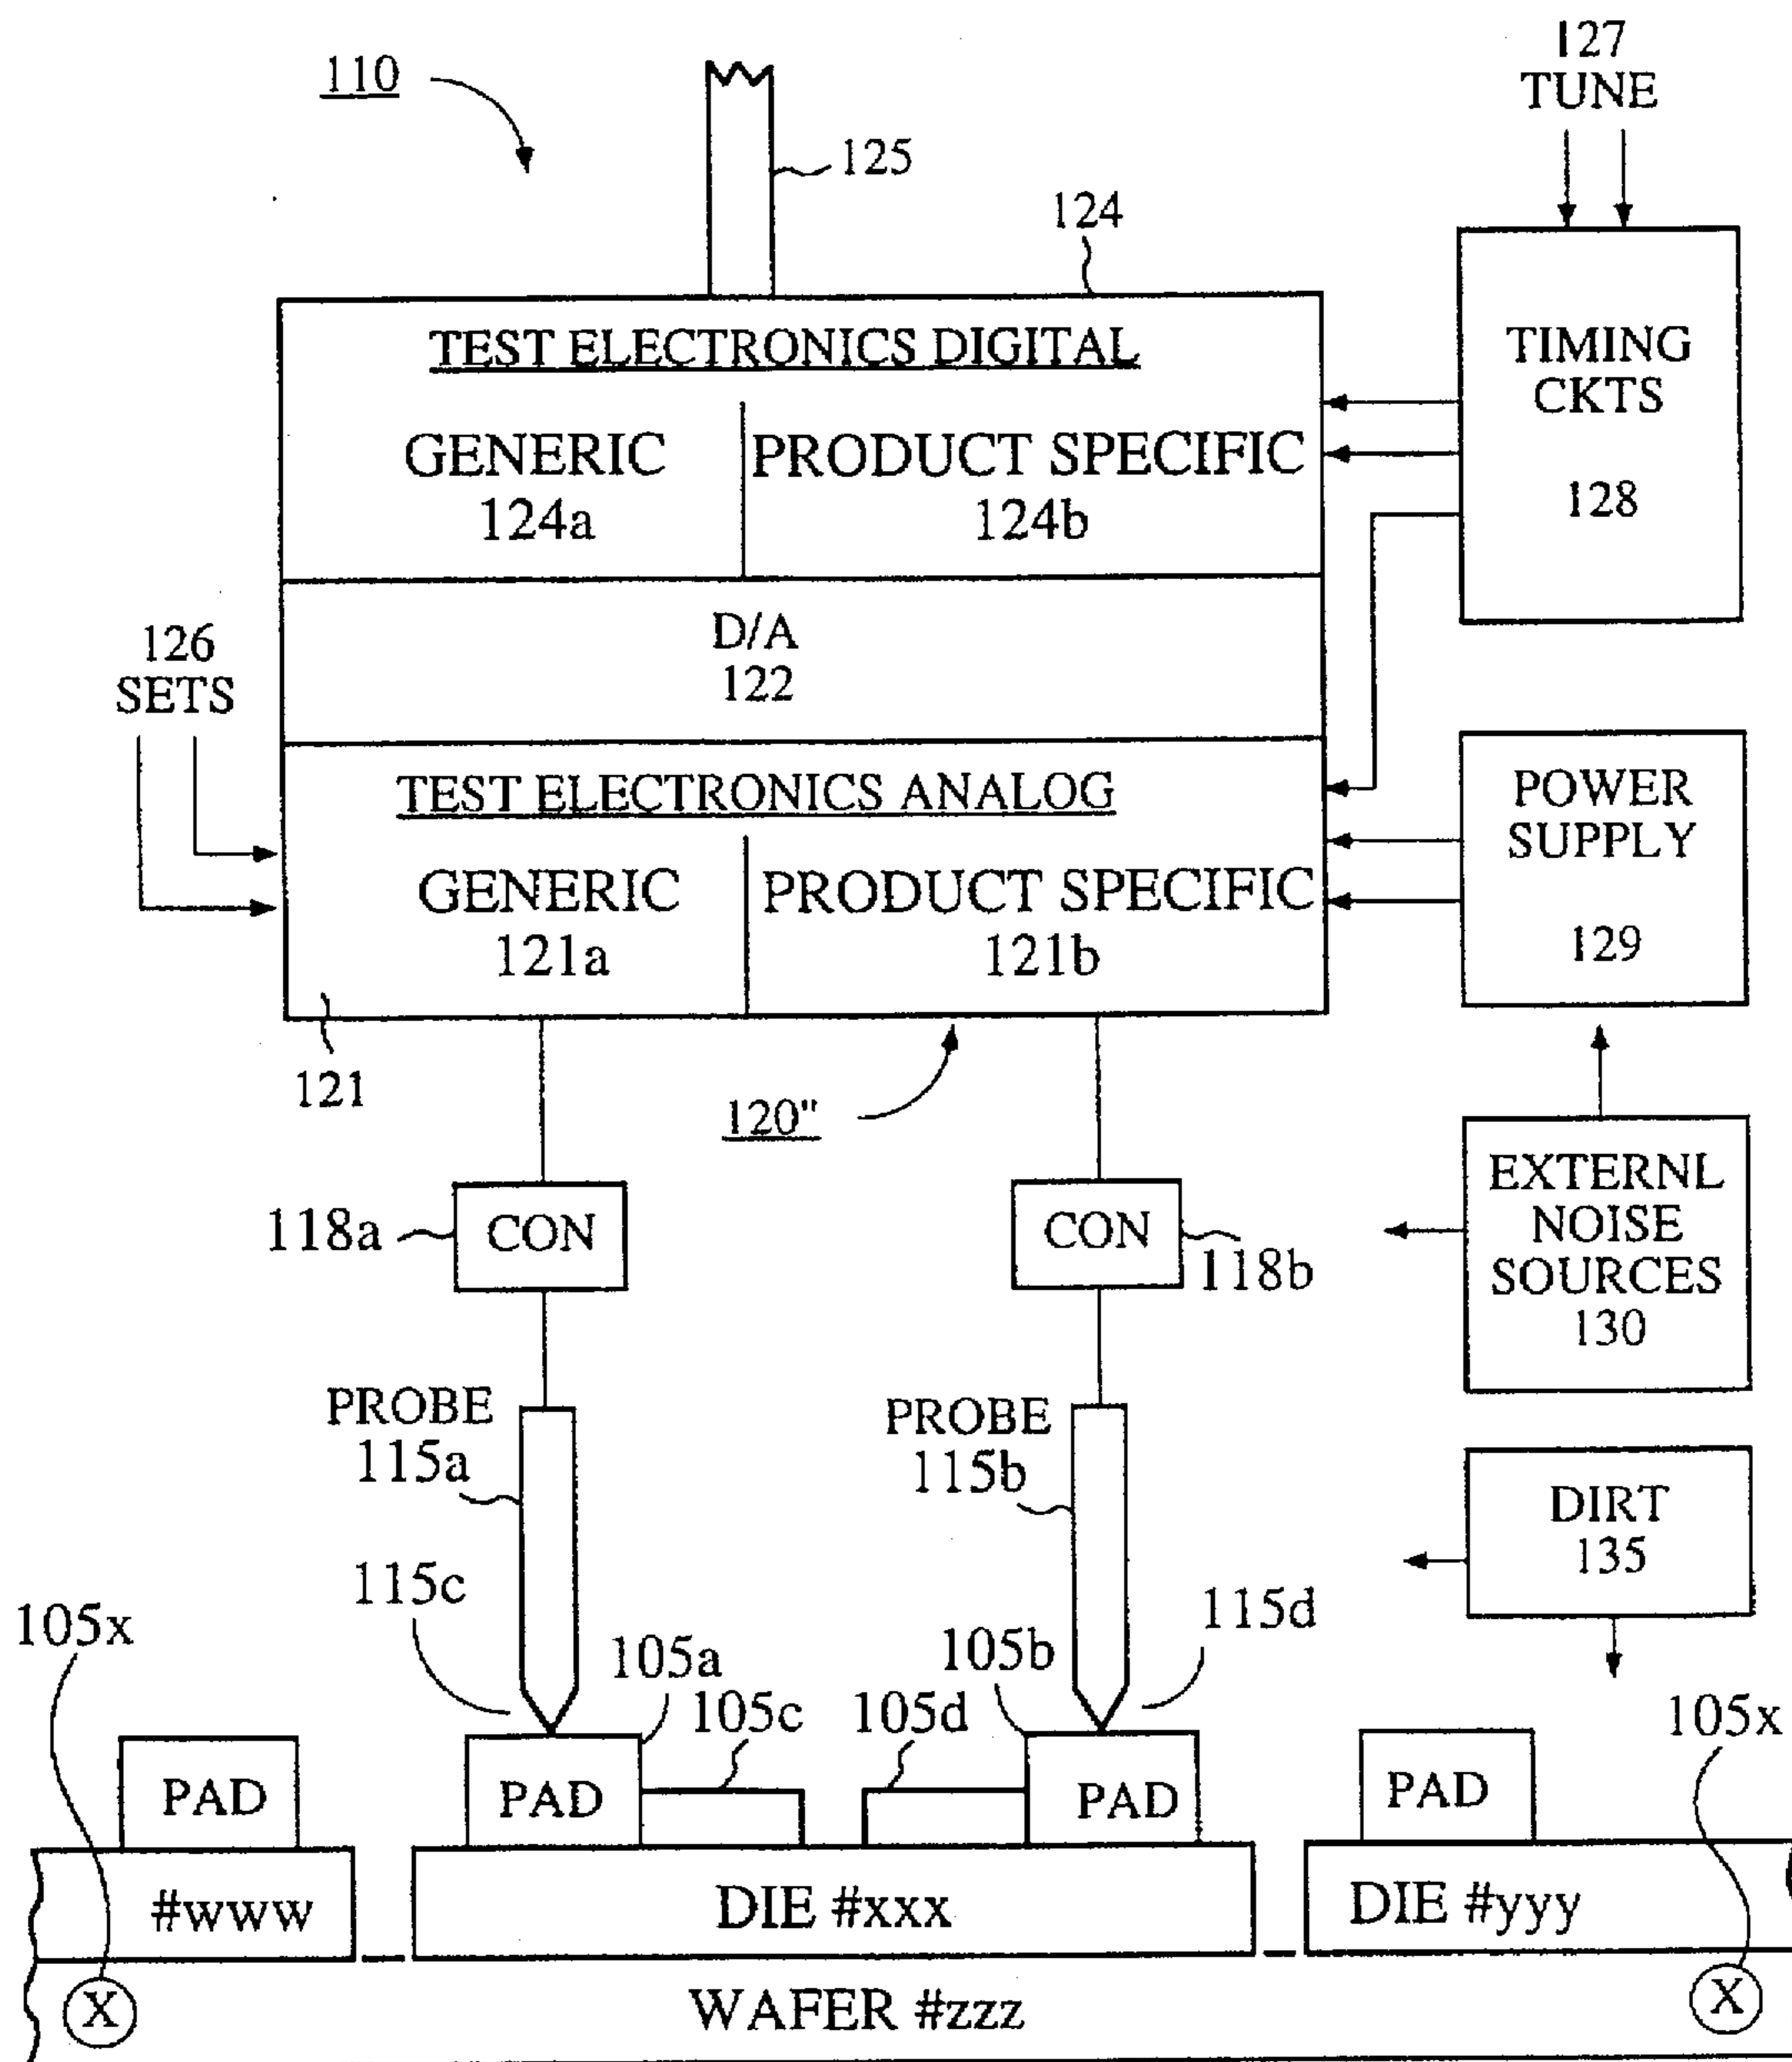 110
125
127
TUNE
124
TEST ELECTRONICS DIGITAL
GENERIC
124a
PRODUCT SPECIFIC
124b
TIMING
CKTS
128
D/A
122
126
SETS
TEST ELECTRONICS ANALOG
GENERIC
121a
PRODUCT SPECIFIC
121b
POWER
SUPPLY
129
121
120"
118a
CON
CON
118b
EXTERNL
NOISE
SOURCES
130
PROBE
115a
PROBE
115b
DIRT
135
115c
115d
105x
105a
105c
105d
105b
105x
PAD
PAD
PAD
PAD
#www
DIE #xxx
DIE #yyy
X
WAFER #zzz
X